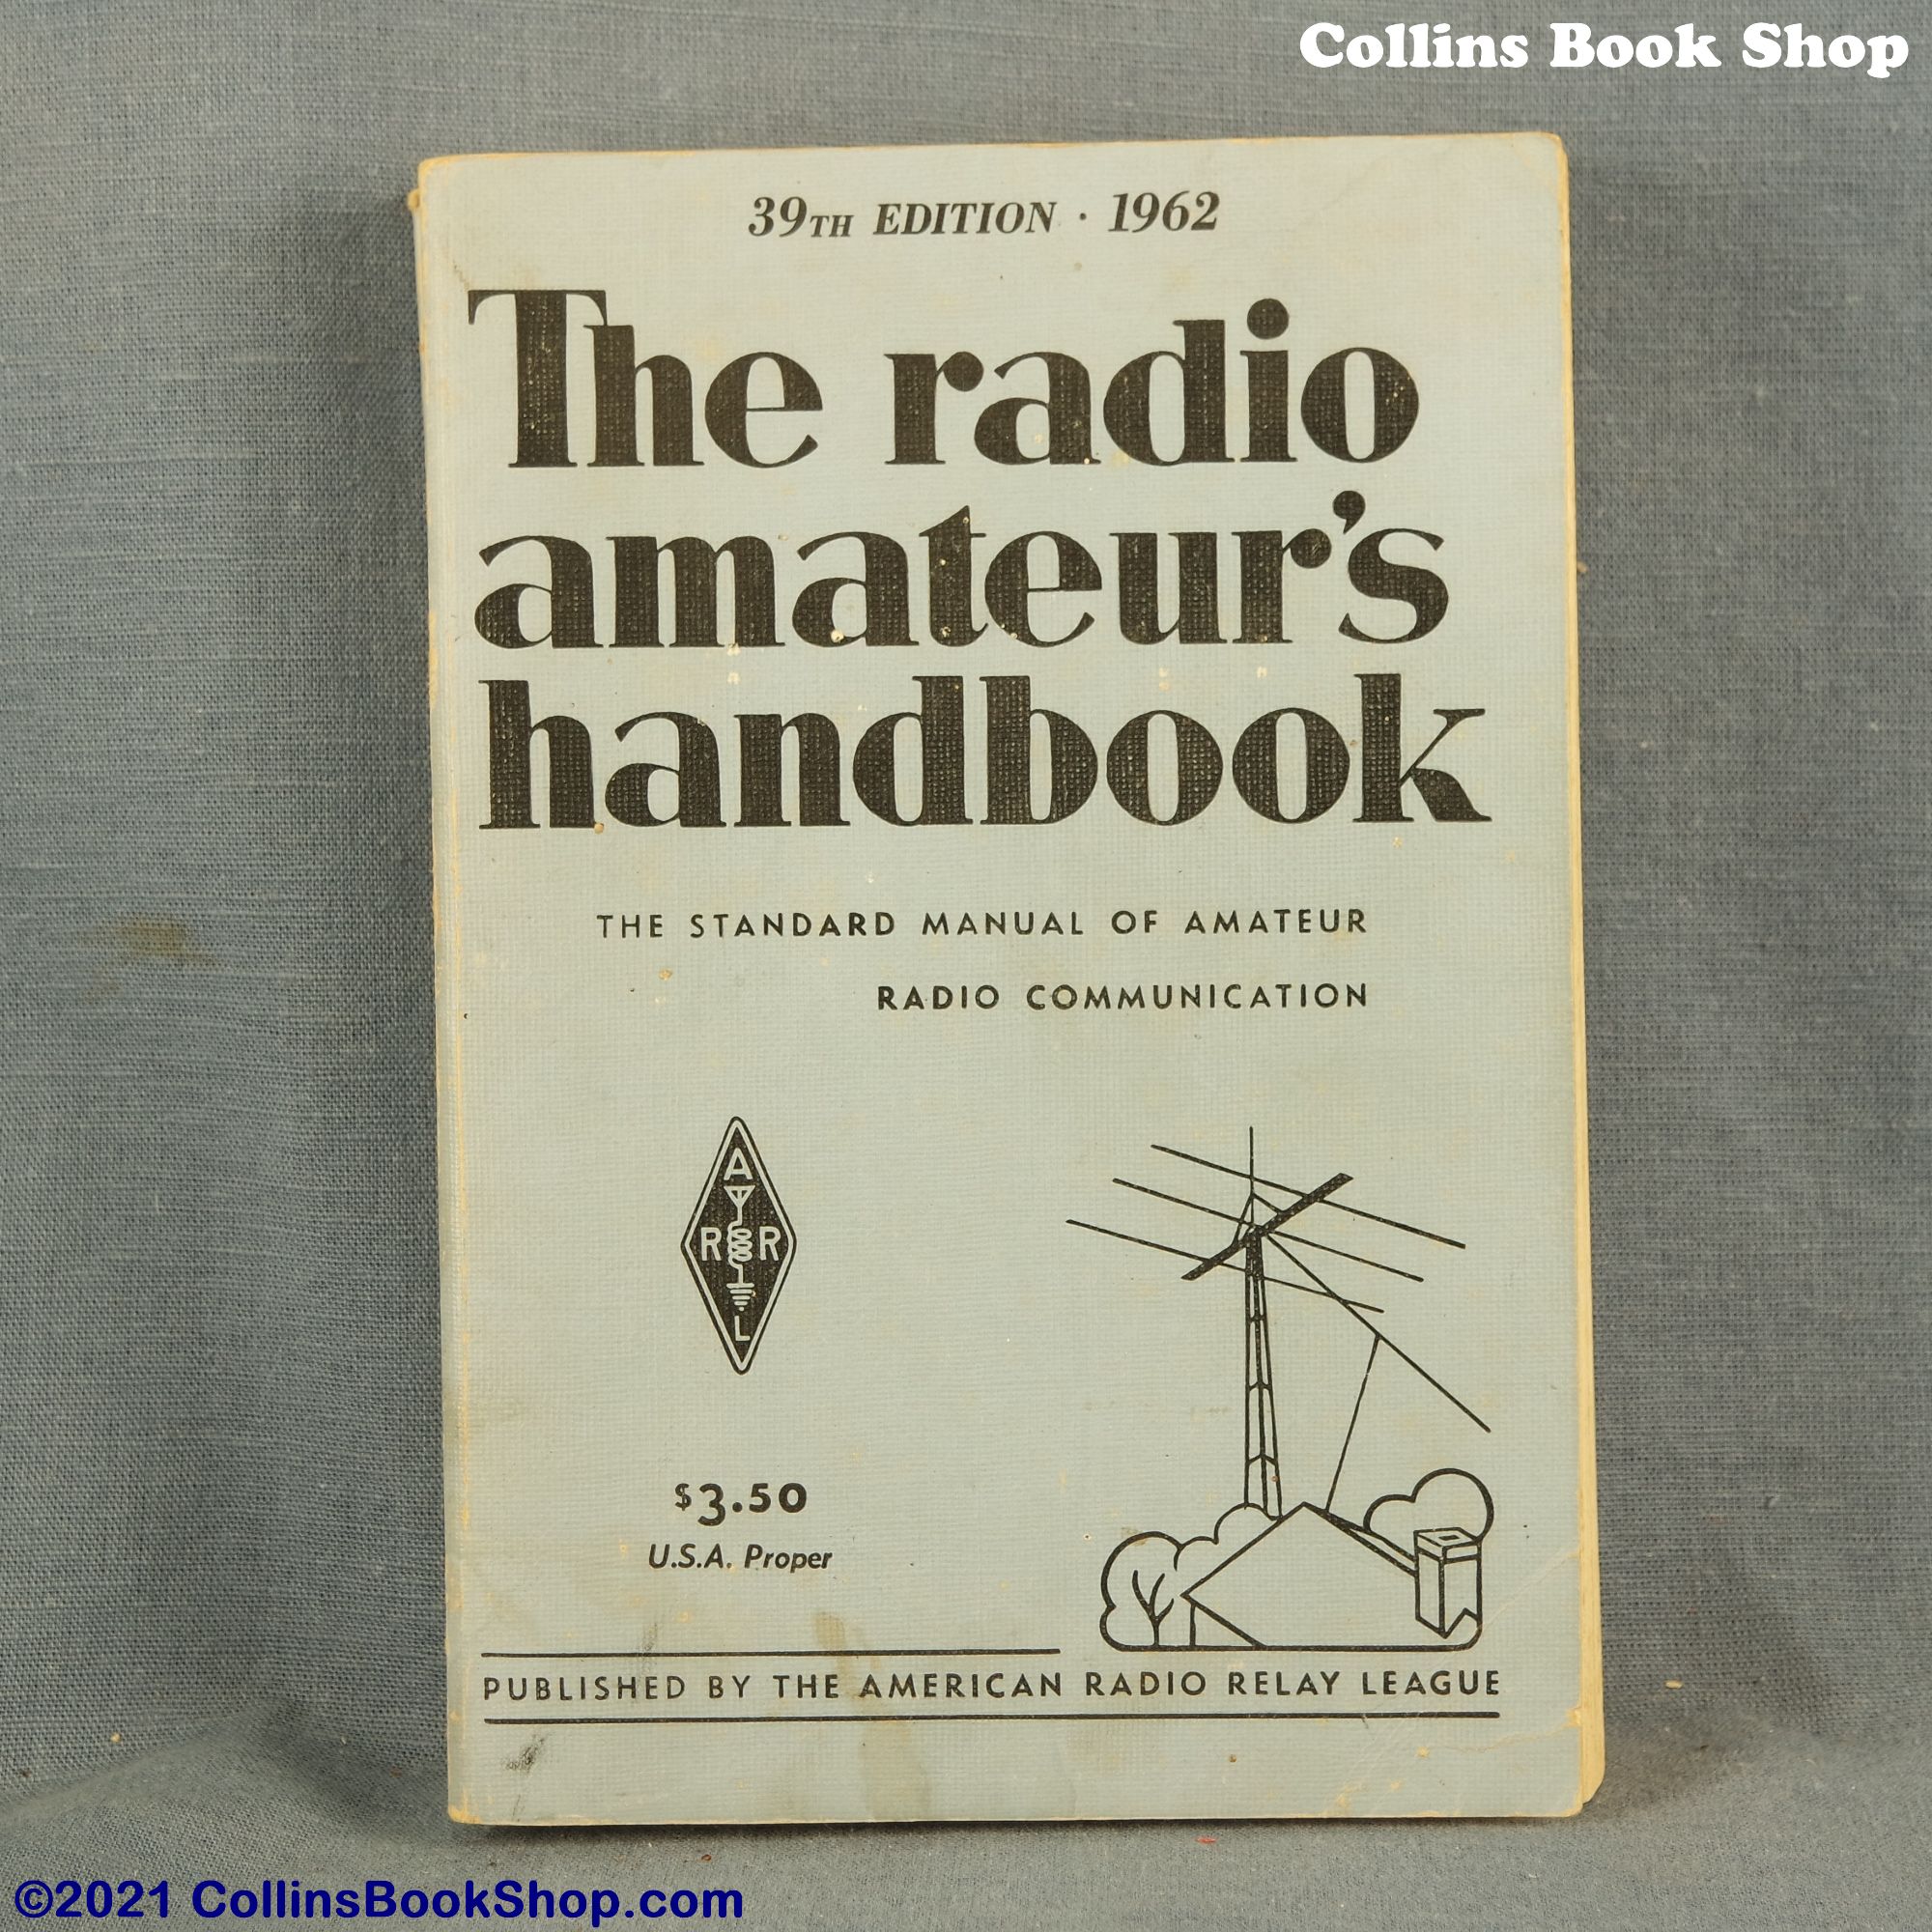 Collins Book Shop
39TH EDITION · 1962
The radio
amateur's
handbook
THE STANDARD MANUAL OF AMATEUR
RADIO COMMUNICATION
A
R R
L
$3.50
U.S.A. Proper
PUBLISHED BY THE AMERICAN RADIO RELAY LEAGUE
©2021 CollinsBookShop.com